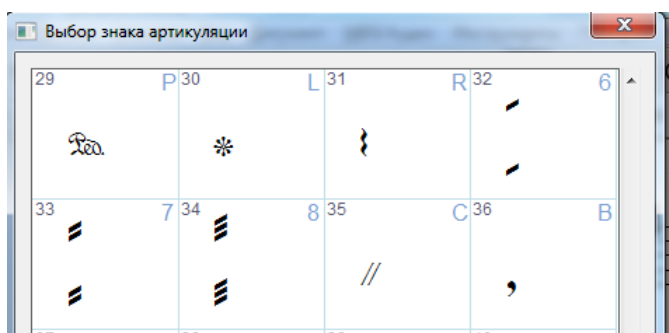 Выбор знака артикуляции
29 P 30 L 31 R 32 6
Ped.
33 7 34 8 35 C 36 B
//
,